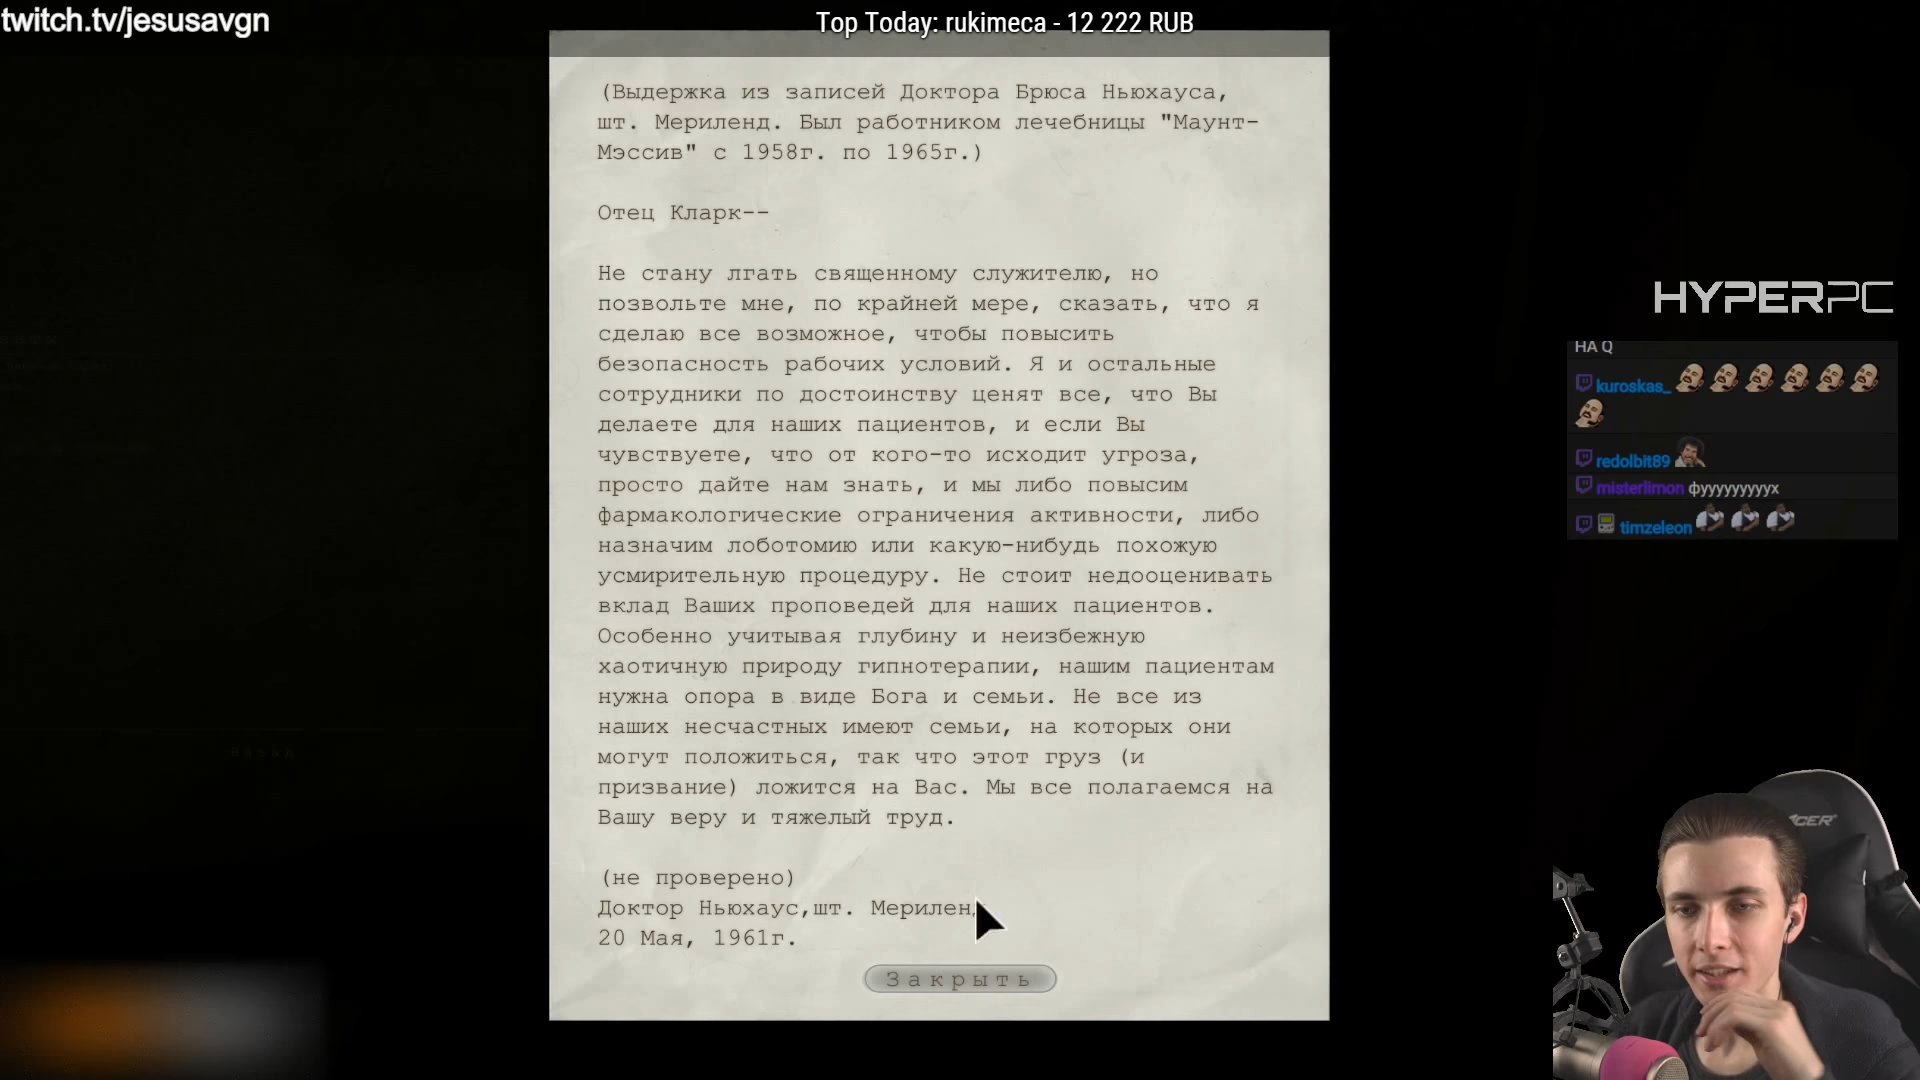 twitch.tv/jesusavgn
Top Today: rukimeca - 12 222 RUB
(Выдержка из записей Доктора Брюса Ньюхауса,
шт. Мериленд. Был работником лечебницы "Маунт-
Мэссив" с 1958г. по 1965г.)
Отец Кларк--
Не стану лгать священному служителю, но
позвольте мне, по крайней мере, сказать, что я
сделаю все возможное, чтобы повысить
безопасность рабочих условий. Я и остальные
сотрудники по достоинству ценят все, что Вы
делаете для наших пациентов, и если Вы
чувствуете, что от кого-то исходит угроза,
просто дайте нам знать, и мы либо повысим
фармакологические ограничения активности, либо
назначим лоботомию или какую-нибудь похожую
усмирительную процедуру. Не стоит недооценивать
вклад Ваших проповедей для наших пациентов.
Особенно учитывая глубину и неизбежную
хаотичную природу гипнотерапии, нашим пациентам
нужна опора в виде Бога и семьи. Не все из
наших несчастных имеют семьи, на которых они
могут положиться, так что этот груз (и
призвание) ложится на Вас. Мы все полагаемся на
Вашу веру и тяжелый труд.
(не проверено)
Доктор Ньюхаус,шт. Мериленд
20 Мая, 1961г.
Закрыть
Назад
HYPERPC
НА Q
kuroskas_
redolbit89
misterlimon фууууууууух
timzeleon